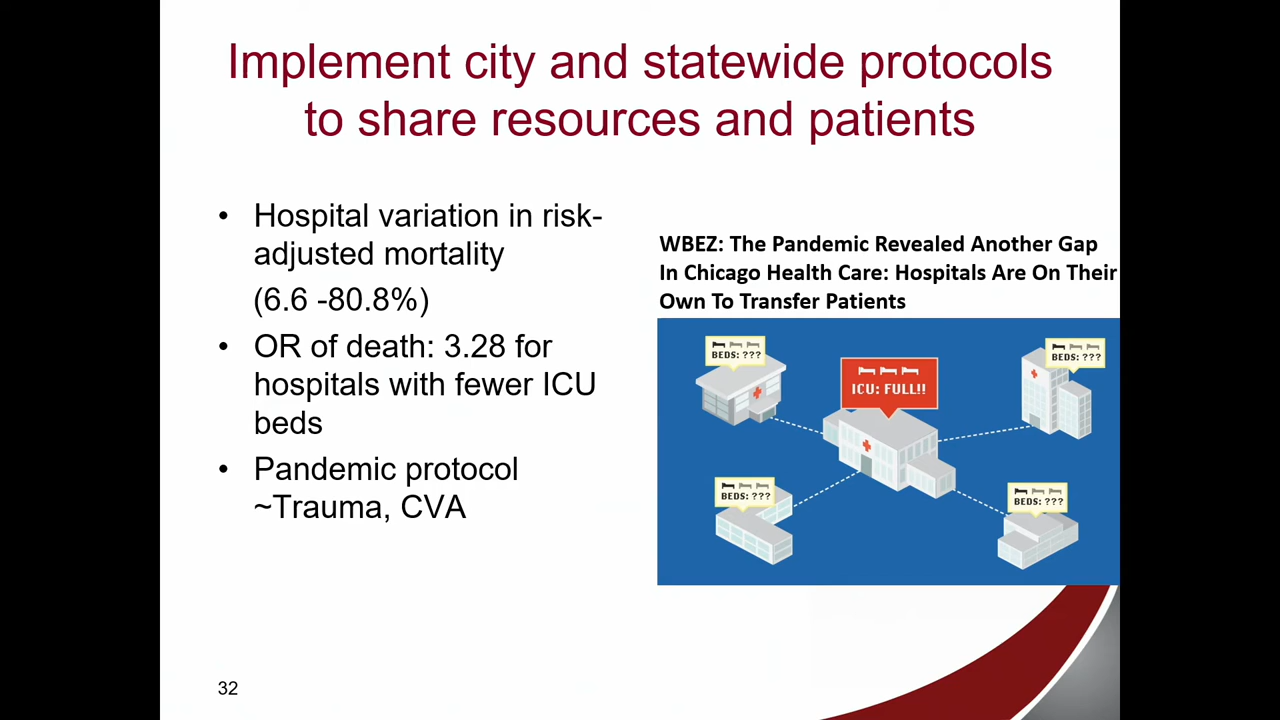 Implement city and statewide protocols
to share resources and patients
• Hospital variation in risk-
adjusted mortality
(6.6 -80.8%)
• OR of death: 3.28 for
hospitals with fewer ICU
beds
• Pandemic protocol
~Trauma, CVA
WBEZ: The Pandemic Revealed Another Gap
In Chicago Health Care: Hospitals Are On Their
Own To Transfer Patients
BEDS: ???
ICU: FULL!!
BEDS: ???
BEDS: ???
BEDS: ???
32